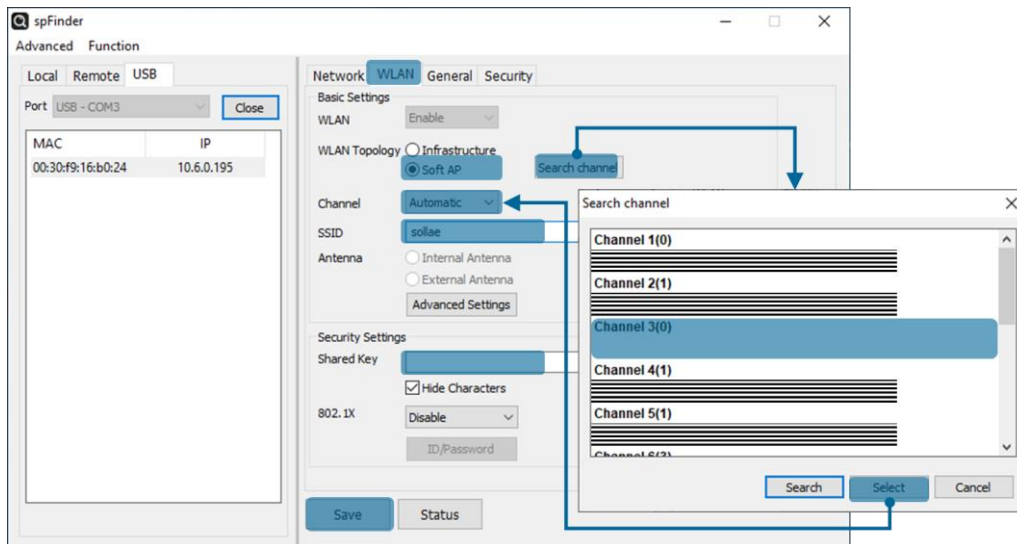 spFinder
Advanced Function
Local Remote USB
Port USB - COM3 Close
MAC IP
00:30:f9:16:b0:24 10.6.0.195
Network WLAN General Security
Basic Settings
WLAN Enable
WLAN Topology Infrastructure
Soft AP Search channel
Channel Automatic
SSID sollae
Antenna Internal Antenna
External Antenna
Advanced Settings
Security Settings
Shared Key
Hide Characters
802.1X Disable
ID/Password
Save Status
Search channel
Channel 1(0)
Channel 2(1)
Channel 3(0)
Channel 4(1)
Channel 5(1)
Search Select Cancel